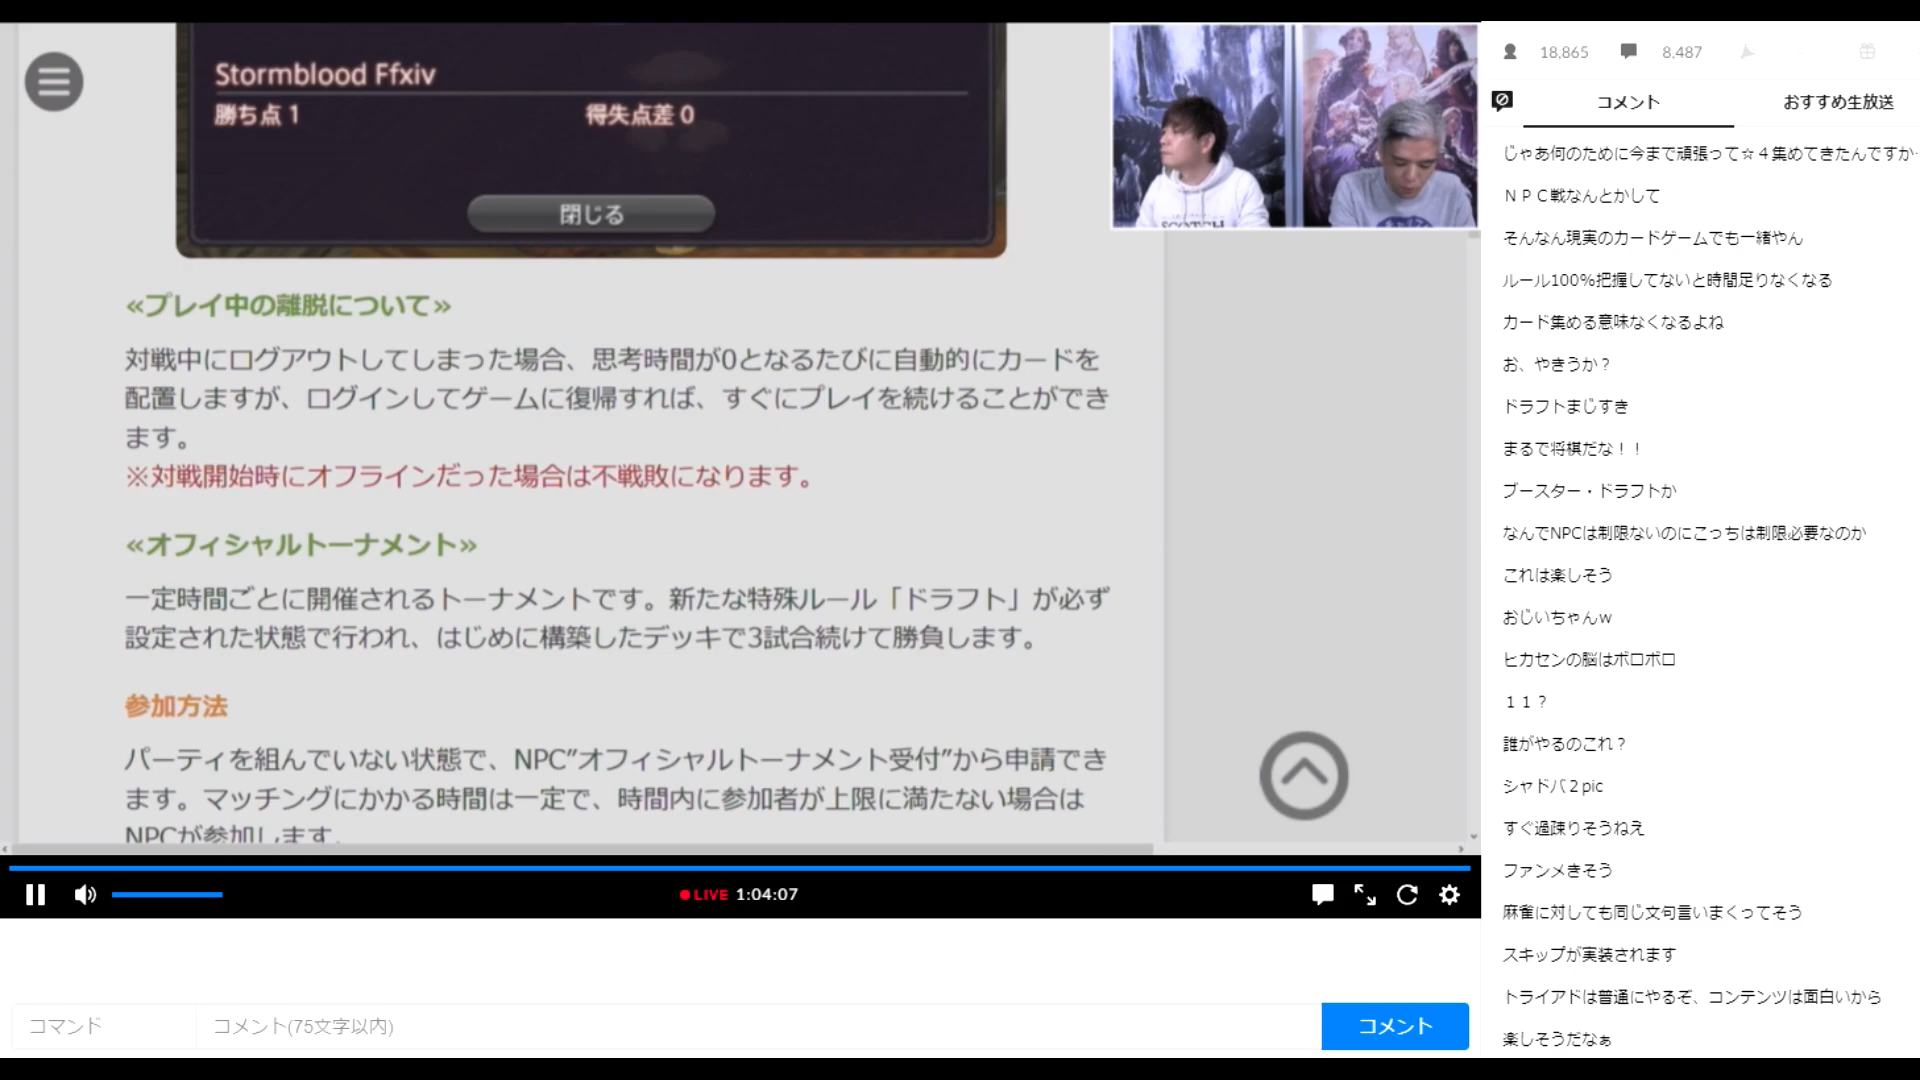 Stormblood Ffxiv
勝ち点 1 得失点差 0
閉じる
≪プレイ中の離脱について≫
対戦中にログアウトしてしまった場合、思考時間が0となるたびに自動的にカードを
配置しますが、ログインしてゲームに復帰すれば、すぐにプレイを続けることができ
ます。
※対戦開始時にオフラインだった場合は不戦敗になります。
≪オフィシャルトーナメント≫
一定時間ごとに開催されるトーナメントです。新たな特殊ルール「ドラフト」が必ず
設定された状態で行われ、はじめに構築したデッキで3試合続けて勝負します。
参加方法
パーティを組んでいない状態で、NPC”オフィシャルトーナメント受付”から申請でき
ます。マッチングにかかる時間は一定で、時間内に参加者が上限に満たない場合は
NPCが参加します。
LIVE 1:04:07
コマンド
コメント(75文字以内)
コメント
18,865 8,487
コメント おすすめ生放送
じゃあ何のために今まで頑張って☆４集めてきたんですか
ＮＰＣ戦なんとかして
そんなん現実のカードゲームでも一緒やん
ルール100%把握してないと時間足りなくなる
カード集める意味なくなるよね
お、やきうか？
ドラフトまじすき
まるで将棋だな！！
ブースター・ドラフトか
なんでNPCは制限ないのにこっちは制限必要なのか
これは楽しそう
おじいちゃんｗ
ヒカセンの脳はボロボロ
１１？
誰がやるのこれ？
シャドバ２pic
すぐ過疎りそうねえ
ファンメきそう
麻雀に対しても同じ文句言いまくってそう
スキップが実装されます
トライアドは普通にやるぞ、コンテンツは面白いから
楽しそうだなぁ